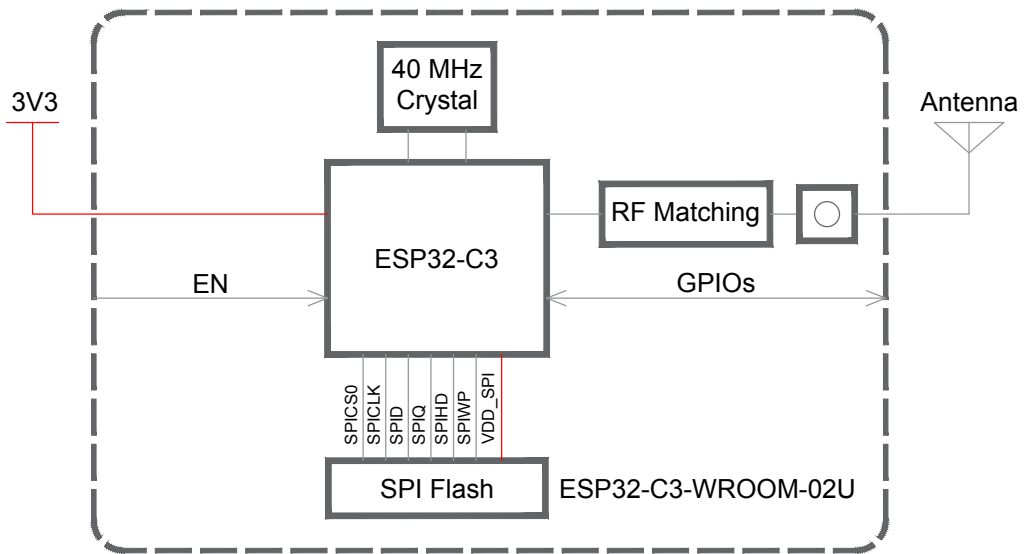 40 MHz
Crystal
3V3
Antenna
RF Matching
ESP32-C3
EN
GPIOs
SPICS0
SPICLK
SPID
SPIQ
SPIHD
SPIWP
VDD_SPI
SPI Flash
ESP32-C3-WROOM-02U